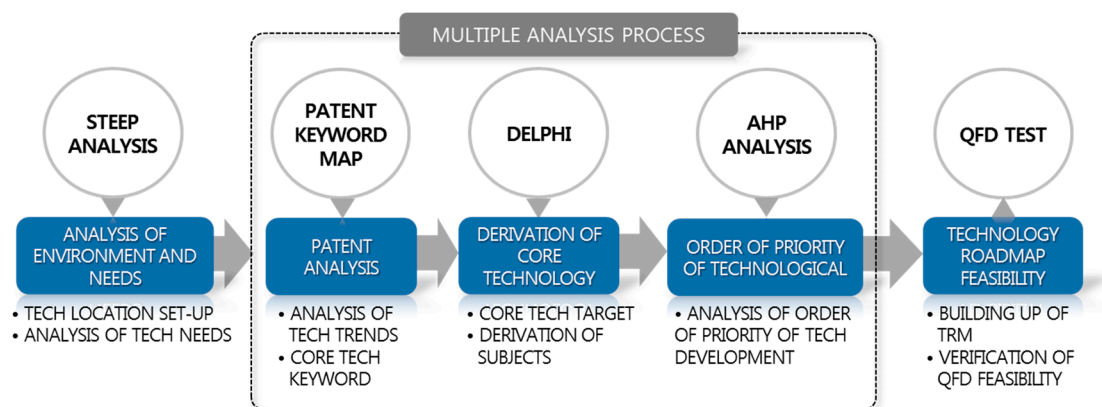 MULTIPLE ANALYSIS PROCESS
STEEP
ANALYSIS
PATENT
KEYWORD
MAP
DELPHI
AHP
ANALYSIS
QFD TEST
ANALYSIS OF
ENVIRONMENT AND
NEEDS
PATENT
ANALYSIS
DERIVATION OF
CORE
TECHNOLOGY
ORDER OF PRIORITY
OF TECHNOLOGICAL
TECHNOLOGY
ROADMAP
FEASIBILITY
• TECH LOCATION SET-UP
• ANALYSIS OF TECH NEEDS
• ANALYSIS OF
TECH TRENDS
• CORE TECH
KEYWORD
• CORE TECH TARGET
• DERIVATION OF
SUBJECTS
• ANALYSIS OF ORDER
OF PRIORITY OF TECH
DEVELOPMENT
• BUILDING UP OF
TRM
• VERIFICATION OF
QFD FEASIBILITY